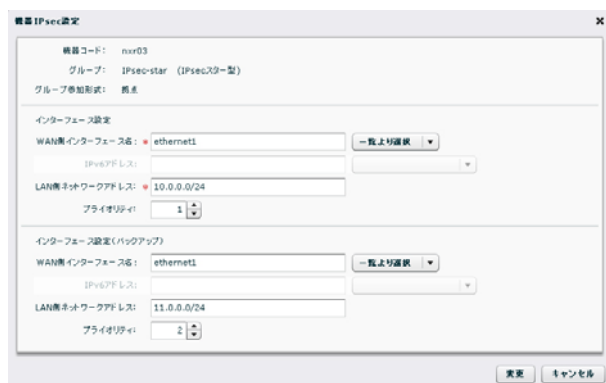 機器IPsec設定
機器コード: nxr03
グループ: IPsec-star (IPsecスター型)
グループ参加形式: 拠点
インターフェース設定
WAN側インターフェース名: * ethernet1 一覧より選択
IPv6アドレス:
LAN側ネットワークアドレス: * 10.0.0.0/24
プライオリティ: 1
インターフェース設定(バックアップ)
WAN側インターフェース名: ethernet1 一覧より選択
IPv6アドレス:
LAN側ネットワークアドレス: 11.0.0.0/24
プライオリティ: 2
変更 キャンセル